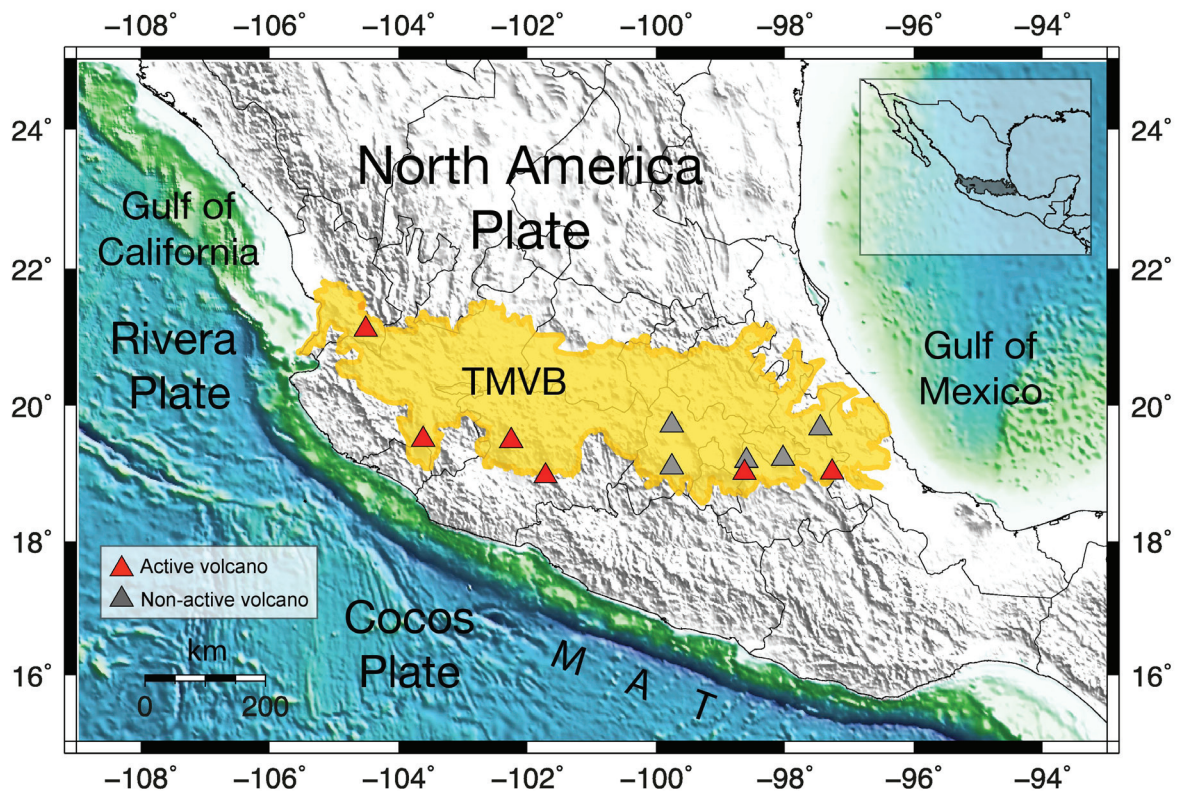 −108° −106° −104° −102° −100° −98° −96° −94°
24° 24°
North America
Plate
Gulf of
California
22° 22°
Rivera
Plate
TMVB
Gulf of
Mexico
20° 20°
18° 18°
Active volcano
Non-active volcano
Cocos
Plate
M A T
km
0 200
16° 16°
−108° −106° −104° −102° −100° −98° −96° −94°